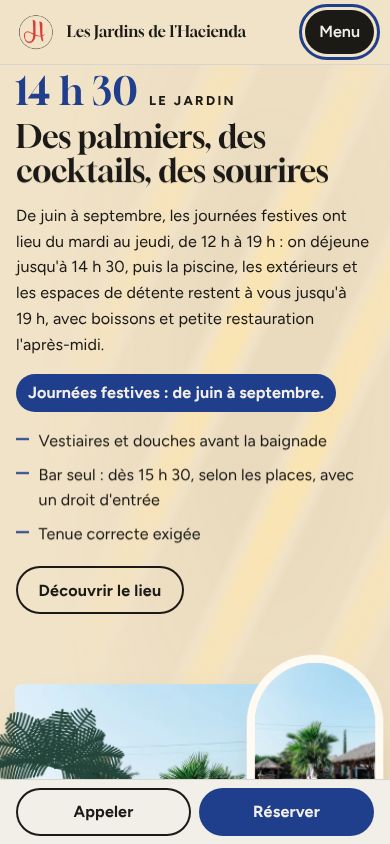 Les Jardins de l'Hacienda
Menu
14 h 30 LE JARDIN
Des palmiers, des
cocktails, des sourires
De juin à septembre, les journées festives ont
lieu du mardi au jeudi, de 12 h à 19 h : on déjeune
jusqu'à 14 h 30, puis la piscine, les extérieurs et
les espaces de détente restent à vous jusqu'à
19 h, avec boissons et petite restauration
l'après-midi.
Journées festives : de juin à septembre.
Vestiaires et douches avant la baignade
Bar seul : dès 15 h 30, selon les places, avec
un droit d'entrée
Tenue correcte exigée
Découvrir le lieu
Appeler
Réserver